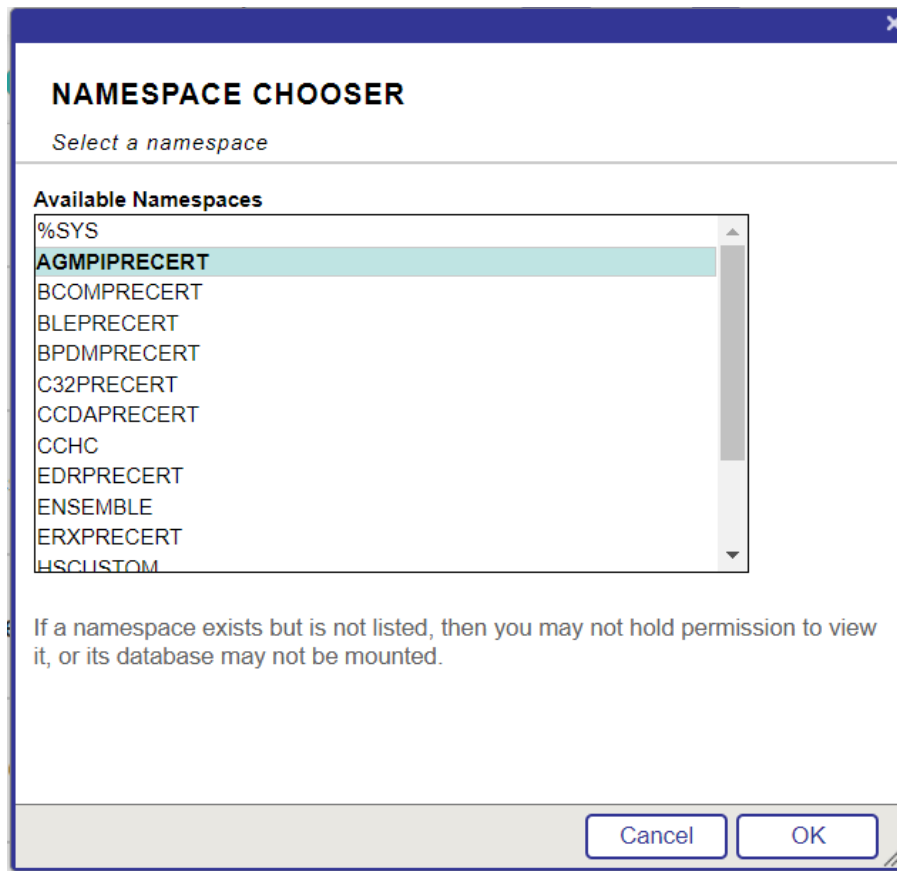 NAMESPACE CHOOSER
Select a namespace
Available Namespaces
%SYS
AGMPIPRECERT
BCOMPRECERT
BLEPRECERT
BPDMPRECERT
C32PRECERT
CCDAPRECERT
CCHC
EDRPRECERT
ENSEMBLE
ERXPRECERT
HSCUSTOM
If a namespace exists but is not listed, then you may not hold permission to view
it, or its database may not be mounted.
Cancel OK